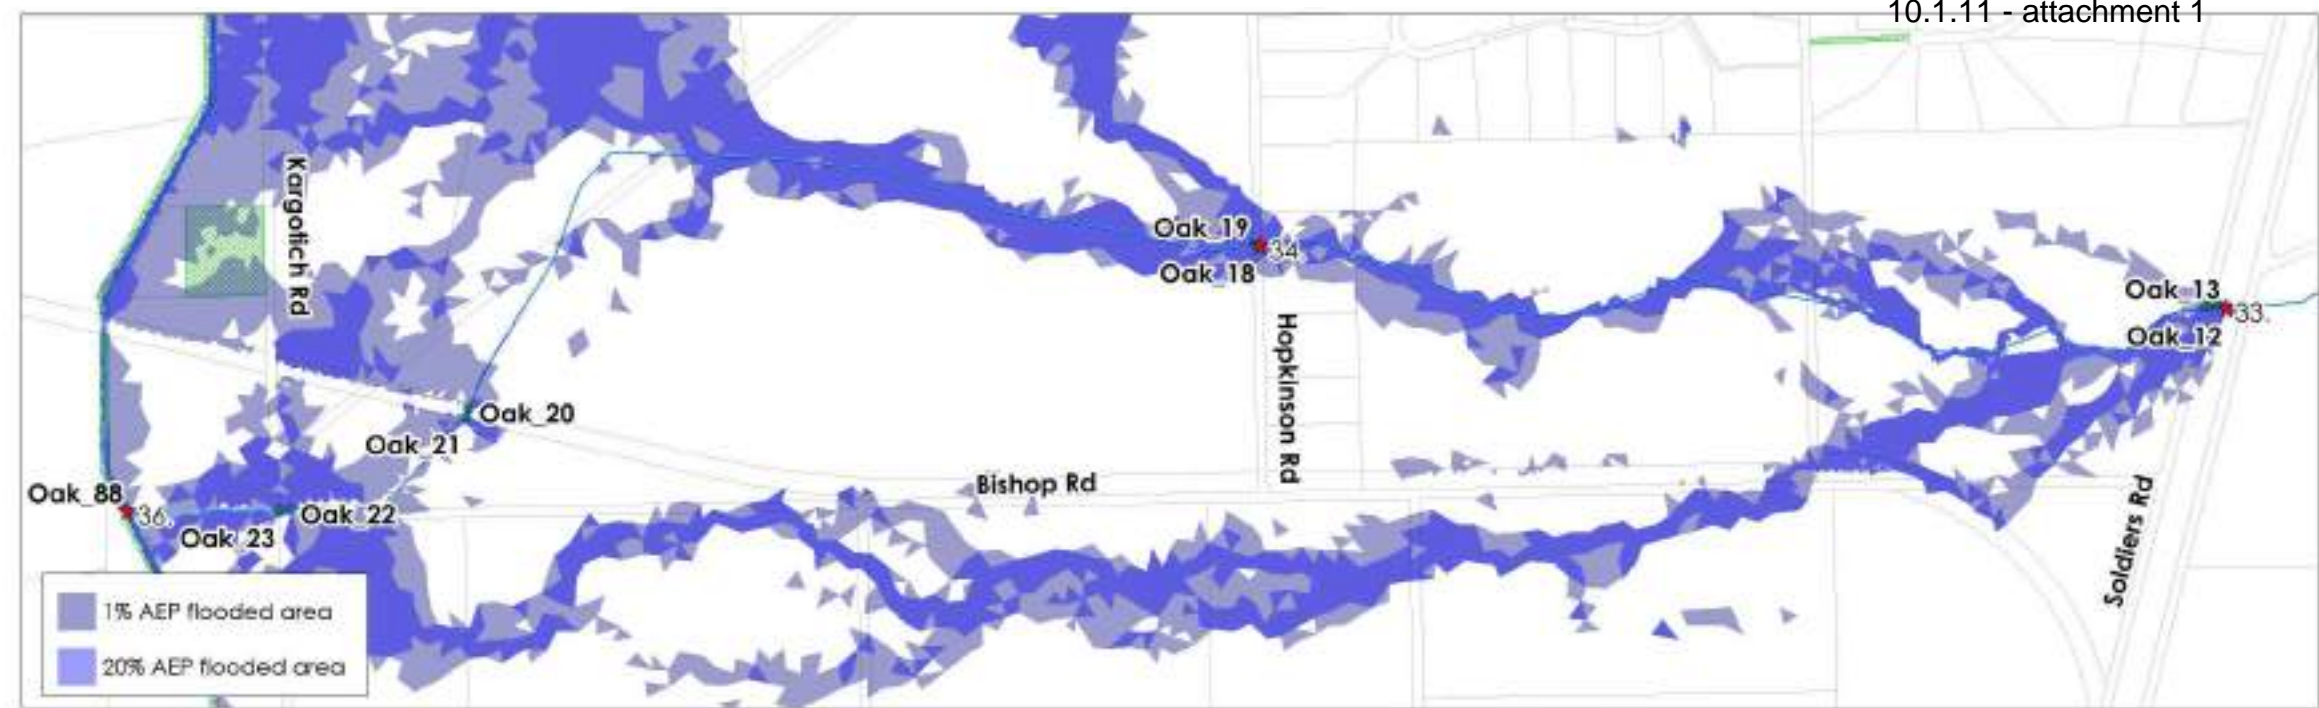 10.1.11 - attachment 1
Kargotich Rd
Oak_19
34
Oak_18
Oak_13
33.
Oak_12
Hopkinson Rd
Oak_20
Oak_21
Bishop Rd
Oak_88
36.
Oak_22
Oak_23
Soldiers Rd
1% AEP flooded area
20% AEP flooded area